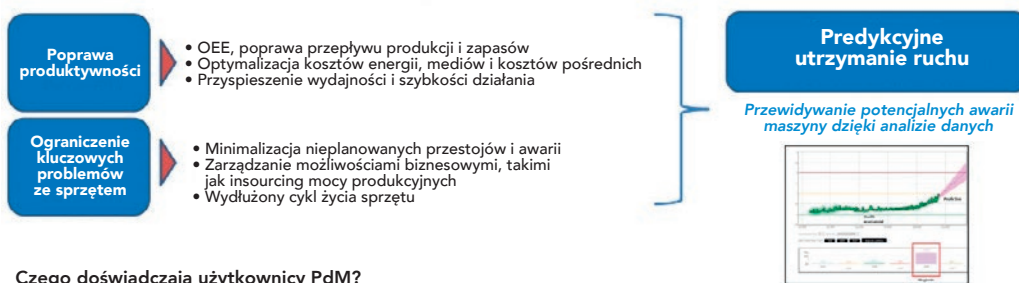 Poprawa
produktywności
• OEE, poprawa przepływu produkcji i zapasów
• Optymalizacja kosztów energii, mediów i kosztów pośrednich
• Przyspieszenie wydajności i szybkości działania
Ograniczenie
kluczowych
problemów
ze sprzętem
• Minimalizacja nieplanowanych przestojów i awarii
• Zarządzanie możliwościami biznesowymi, takimi
jak insourcing mocy produkcyjnych
• Wydłużony cykl życia sprzętu
Predykcyjne
utrzymanie ruchu
Przewidywanie potencjalnych awarii
maszyny dzięki analizie danych
Czego doświadczają użytkownicy PdM?